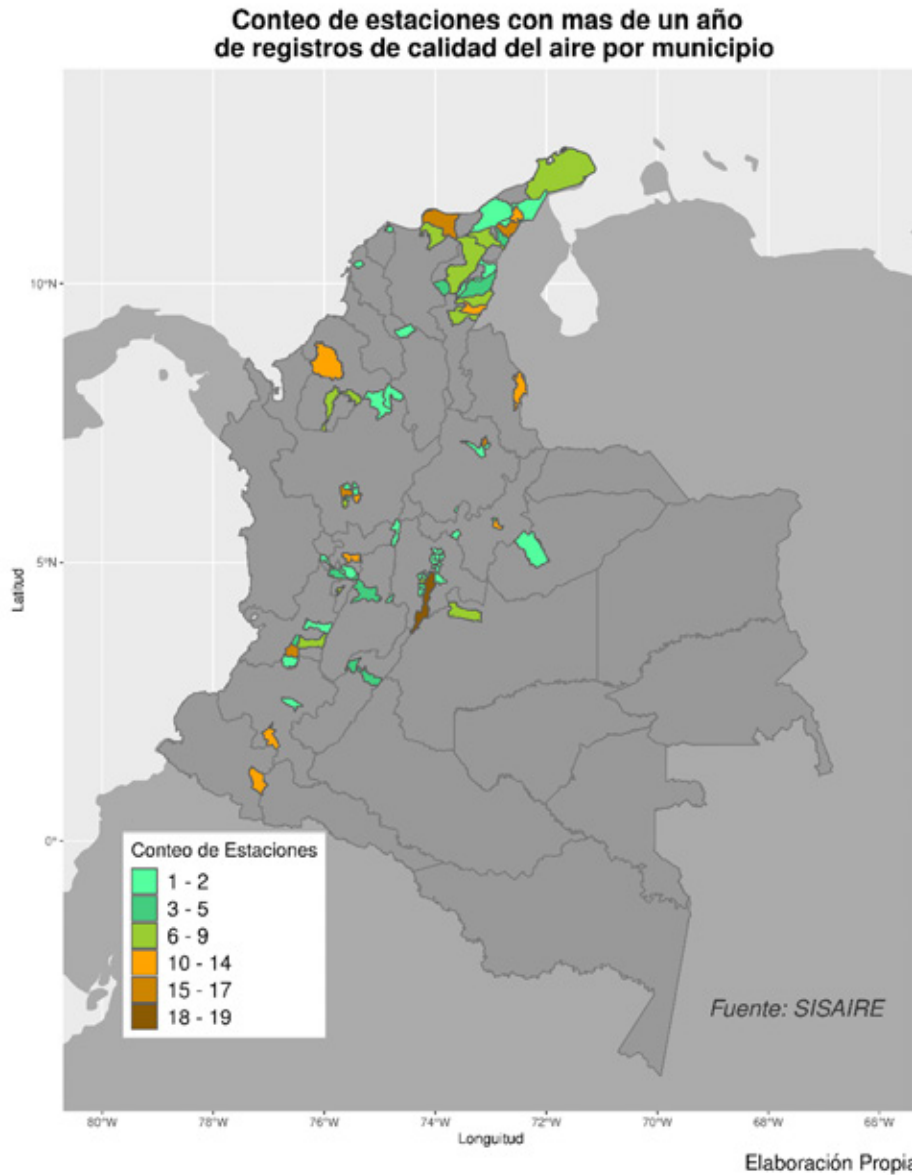 Conteo de estaciones con mas de un año
de registros de calidad del aire por municipio
10°N
5°N
0°
Latitud
Conteo de Estaciones
1 - 2
3 - 5
6 - 9
10 - 14
15 - 17
18 - 19
Fuente: SISAIRE
80°W 78°W 76°W 74°W 72°W 70°W 68°W 66°W
Longuitud
Elaboración Propia